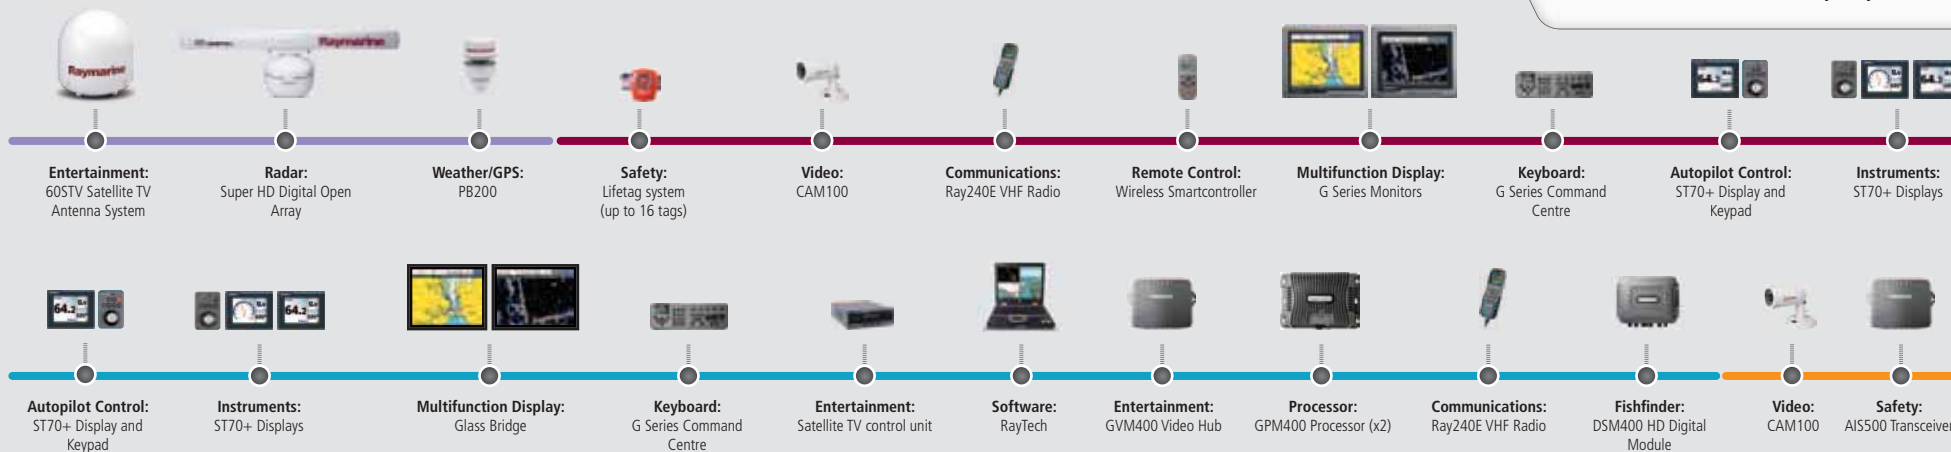 Raymarine
Raymarine
Entertainment:
60STV Satellite TV
Antenna System
Radar:
Super HD Digital Open
Array
Weather/GPS:
PB200
Safety:
Lifetag system
(up to 16 tags)
Video:
CAM100
Communications:
Ray240E VHF Radio
Remote Control:
Wireless Smartcontroller
Multifunction Display:
G Series Monitors
Keyboard:
G Series Command
Centre
Autopilot Control:
ST70+ Display and
Keypad
Instruments:
ST70+ Displays
Autopilot Control:
ST70+ Display and
Keypad
Instruments:
ST70+ Displays
Multifunction Display:
Glass Bridge
Keyboard:
G Series Command
Centre
Entertainment:
Satellite TV control unit
Software:
RayTech
Entertainment:
GVM400 Video Hub
Processor:
GPM400 Processor (x2)
Communications:
Ray240E VHF Radio
Fishfinder:
DSM400 HD Digital
Module
Video:
CAM100
Safety:
AIS500 Transceiver